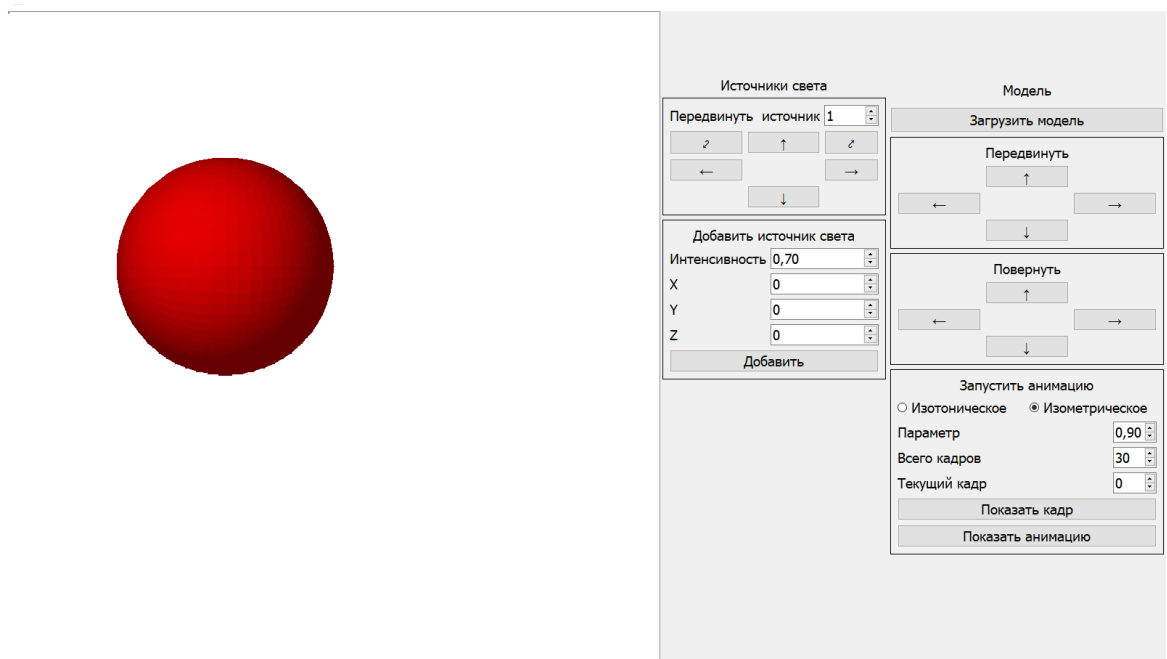 Источники света
Передвинуть источник 1
↑
←
→
↓
Добавить источник света
Интенсивность 0,70
X 0
Y 0
Z 0
Добавить
Модель
Загрузить модель
Передвинуть
↑
← →
↓
Повернуть
↑
← →
↓
Запустить анимацию
Изотоническое Изометрическое
Параметр 0,90
Всего кадров 30
Текущий кадр 0
Показать кадр
Показать анимацию